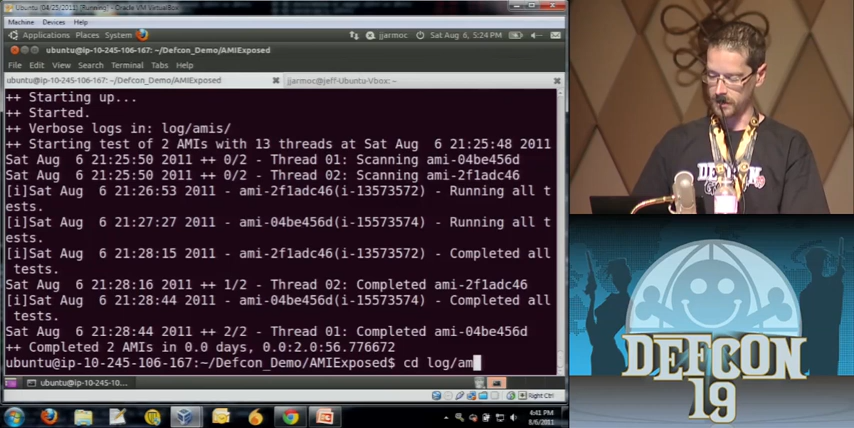 Ubuntu (04/25/2011) [Running] - Oracle VM VirtualBox
Machine Devices Help
Applications Places System
jjarmoc
Sat Aug 6, 5:24 PM
ubuntu@ip-10-245-106-167: ~/Defcon_Demo/AMIExposed
File Edit View Search Terminal Tabs Help
ubuntu@ip-10-245-106-167: ~/Defcon_Demo/AMIExposed
jjarmoc@jeff-Ubuntu-Vbox: ~
++ Starting up...
++ Started.
++ Verbose logs in: log/amis/
++ Starting test of 2 AMIs with 13 threads at Sat Aug 6 21:25:48 2011
Sat Aug 6 21:25:50 2011 ++ 0/2 - Thread 01: Scanning ami-04be456d
Sat Aug 6 21:25:50 2011 ++ 0/2 - Thread 02: Scanning ami-2f1adc46
[i]Sat Aug 6 21:26:53 2011 - ami-2f1adc46(i-13573572) - Running all t
ests.
[i]Sat Aug 6 21:27:27 2011 - ami-04be456d(i-15573574) - Running all t
ests.
[i]Sat Aug 6 21:28:15 2011 - ami-2f1adc46(i-13573572) - Completed all
tests.
Sat Aug 6 21:28:16 2011 ++ 1/2 - Thread 02: Completed ami-2f1adc46
[i]Sat Aug 6 21:28:44 2011 - ami-04be456d(i-15573574) - Completed all
tests.
Sat Aug 6 21:28:44 2011 ++ 2/2 - Thread 01: Completed ami-04be456d
++ Completed 2 AMIs in 0.0 days, 0.0:2.0:56.776672
ubuntu@ip-10-245-106-167:~/Defcon_Demo/AMIExposed$ cd log/am
ubuntu@ip-10-245-10...
Right Ctrl
6:41 PM
8/6/2011
DEFCON
DEFCON
19